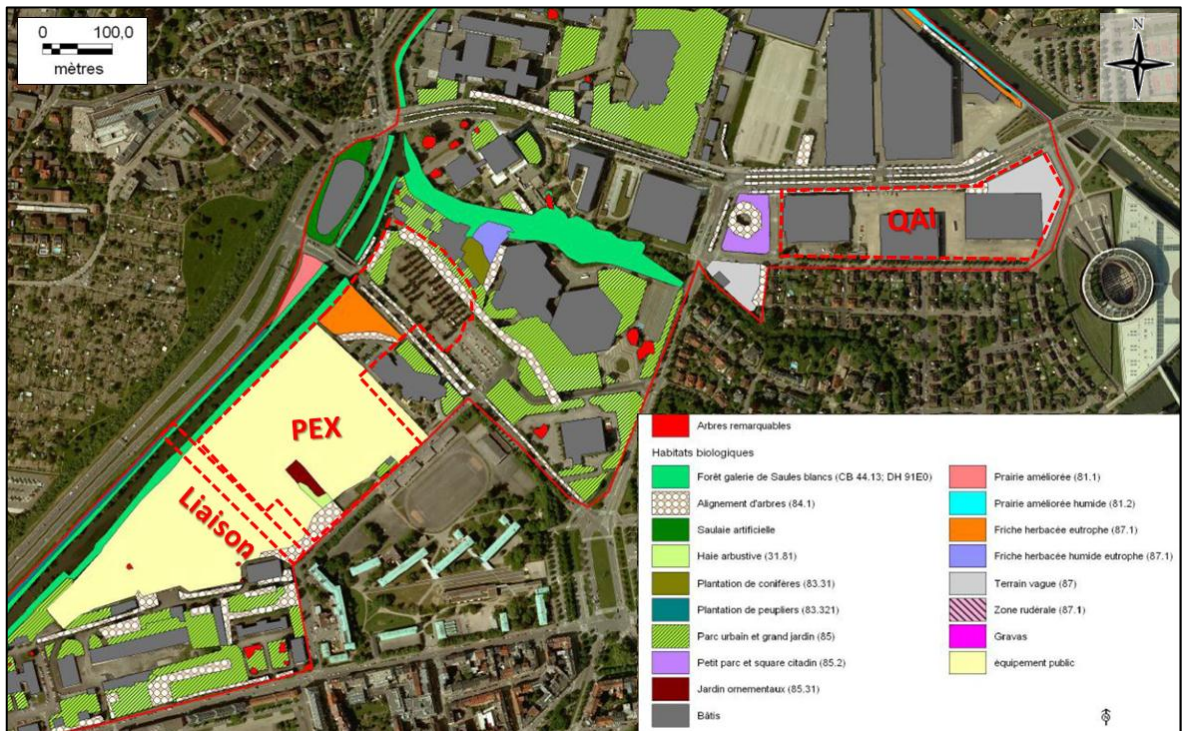 0 100,0
mètres
N
QAI
PEX
Liaison
Arbres remarquables
Habitats biologiques
Forêt galerie de Saules blancs (CB 44.13; DH 91E0)
Alignement d'arbres (84.1)
Saulaie artificielle
Haie arbustive (31.81)
Plantation de conifères (83.31)
Plantation de peupliers (83.321)
Parc urbain et grand jardin (85)
Petit parc et square citadin (85.2)
Jardin ornementaux (85.31)
Bâtis
Prairie améliorée (81.1)
Prairie améliorée humide (81.2)
Friche herbacée eutrophe (87.1)
Friche herbacée humide eutrophe (87.1)
Terrain vague (87)
Zone rudérale (87.1)
Gravas
équipement public